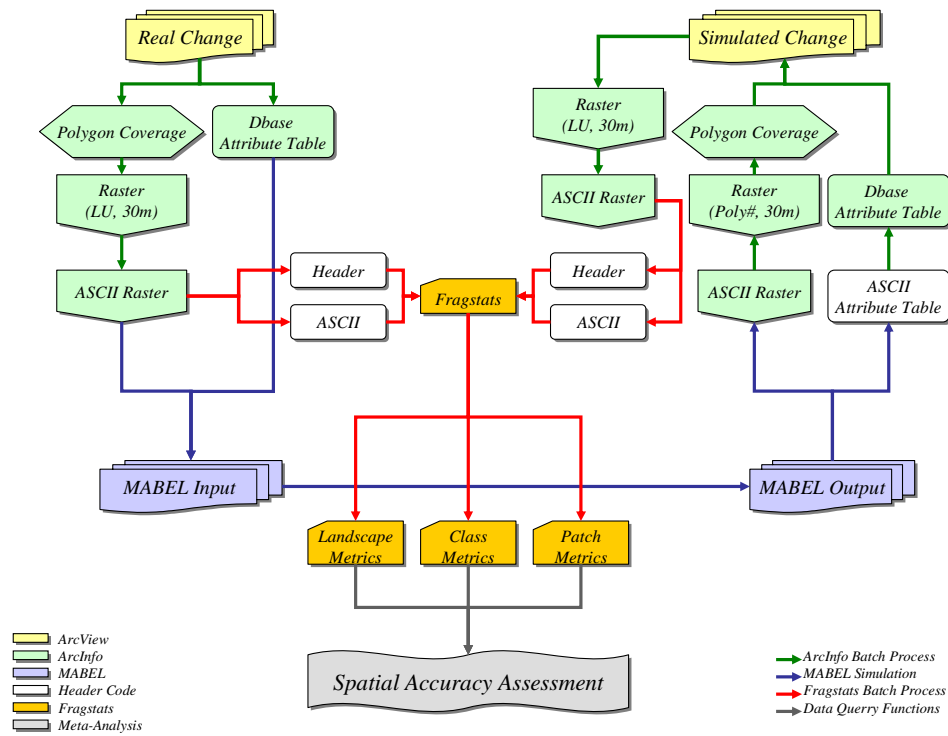 Real Change
Simulated Change
Polygon Coverage
Dbase
Attribute Table
Raster
(LU, 30m)
ASCII Raster
Header
ASCII
Fragstats
Raster
(LU, 30m)
ASCII Raster
Header
ASCII
Polygon Coverage
Raster
(Poly#, 30m)
ASCII Raster
Dbase
Attribute Table
ASCII
Attribute Table
MABEL Input
MABEL Output
Landscape
Metrics
Class
Metrics
Patch
Metrics
Spatial Accuracy Assessment
ArcView
ArcInfo
MABEL
Header Code
Fragstats
Meta-Analysis
ArcInfo Batch Process
MABEL Simulation
Fragstats Batch Process
Data Querry Functions